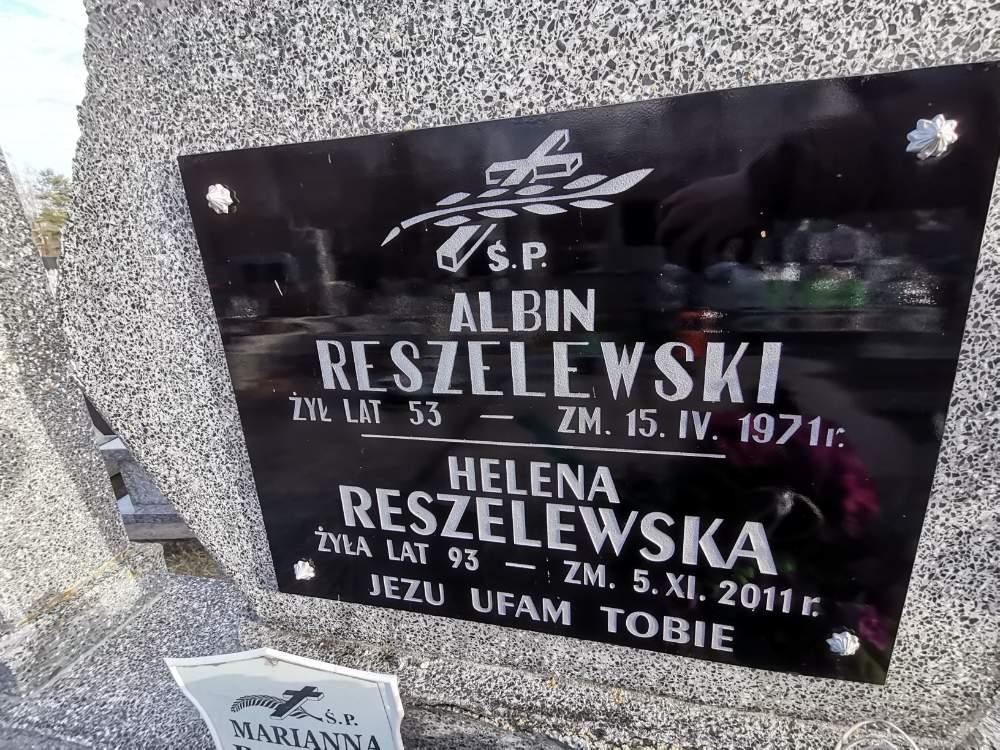 Ś.P.
ALBIN
RESZELEWSKI
ŻYŁ LAT 53 — ZM. 15. IV. 1971 r.
HELENA
RESZELEWSKA
ŻYŁA LAT 93 — ZM. 5. XI. 2011 r.
JEZU UFAM TOBIE
Ś.P.
MARIANNA